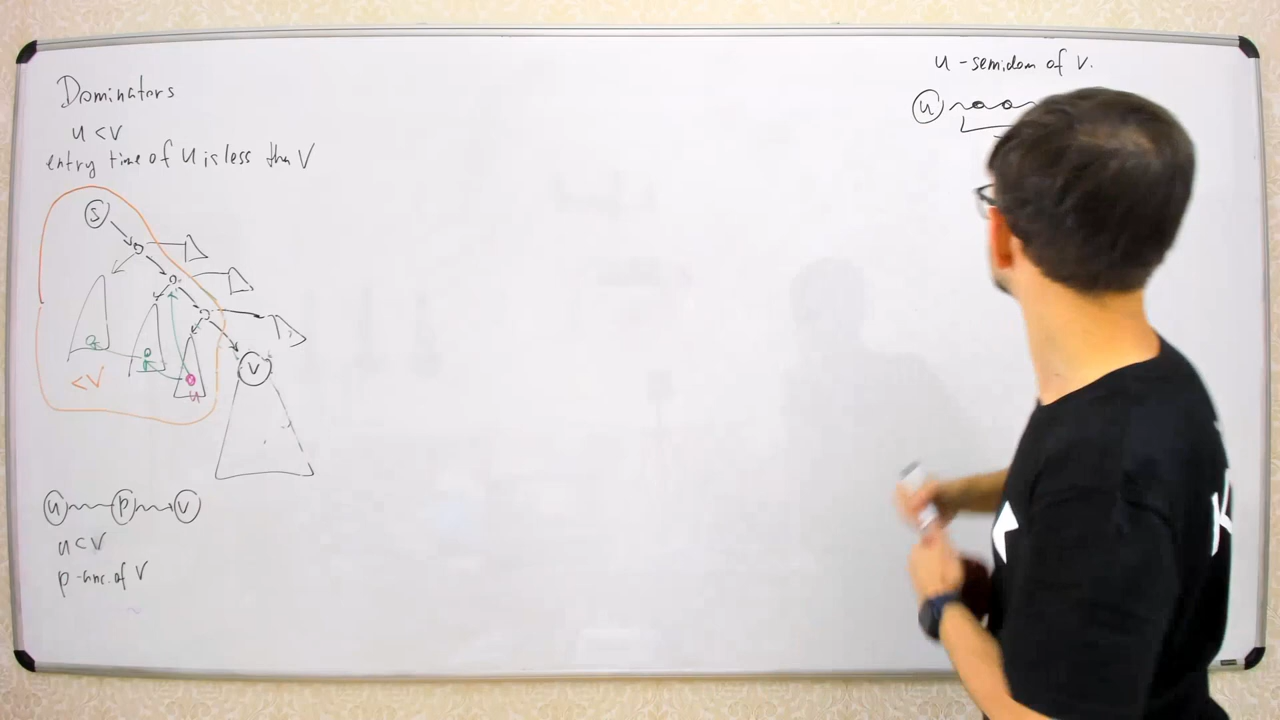 Dominators
u < v
entry time of u is less than v
S
< v
u
v
u p v
u < v
p - anc. of v
u - semidom of v.
u
K